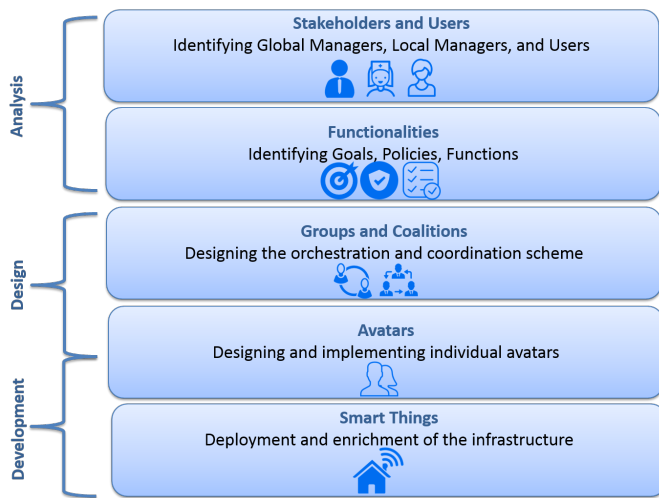 Analysis
Stakeholders and Users
Identifying Global Managers, Local Managers, and Users
Functionalities
Identifying Goals, Policies, Functions
Design
Groups and Coalitions
Designing the orchestration and coordination scheme
Avatars
Designing and implementing individual avatars
Development
Smart Things
Deployment and enrichment of the infrastructure